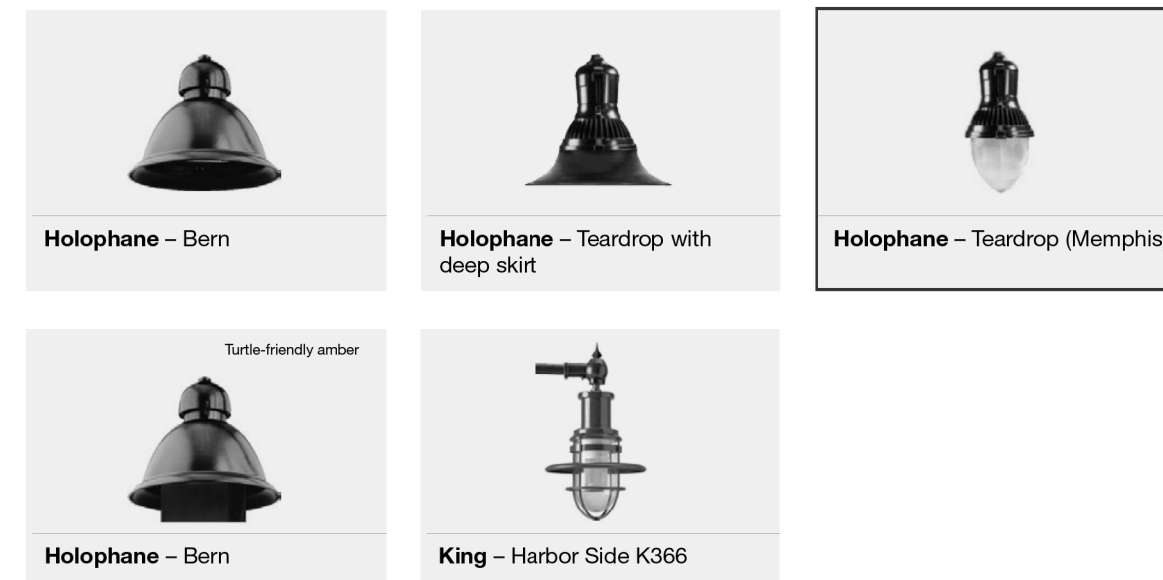 Holophane – Bern
Holophane – Teardrop with
deep skirt
Holophane – Teardrop (Memphis
Turtle-friendly amber
Holophane – Bern
King – Harbor Side K366